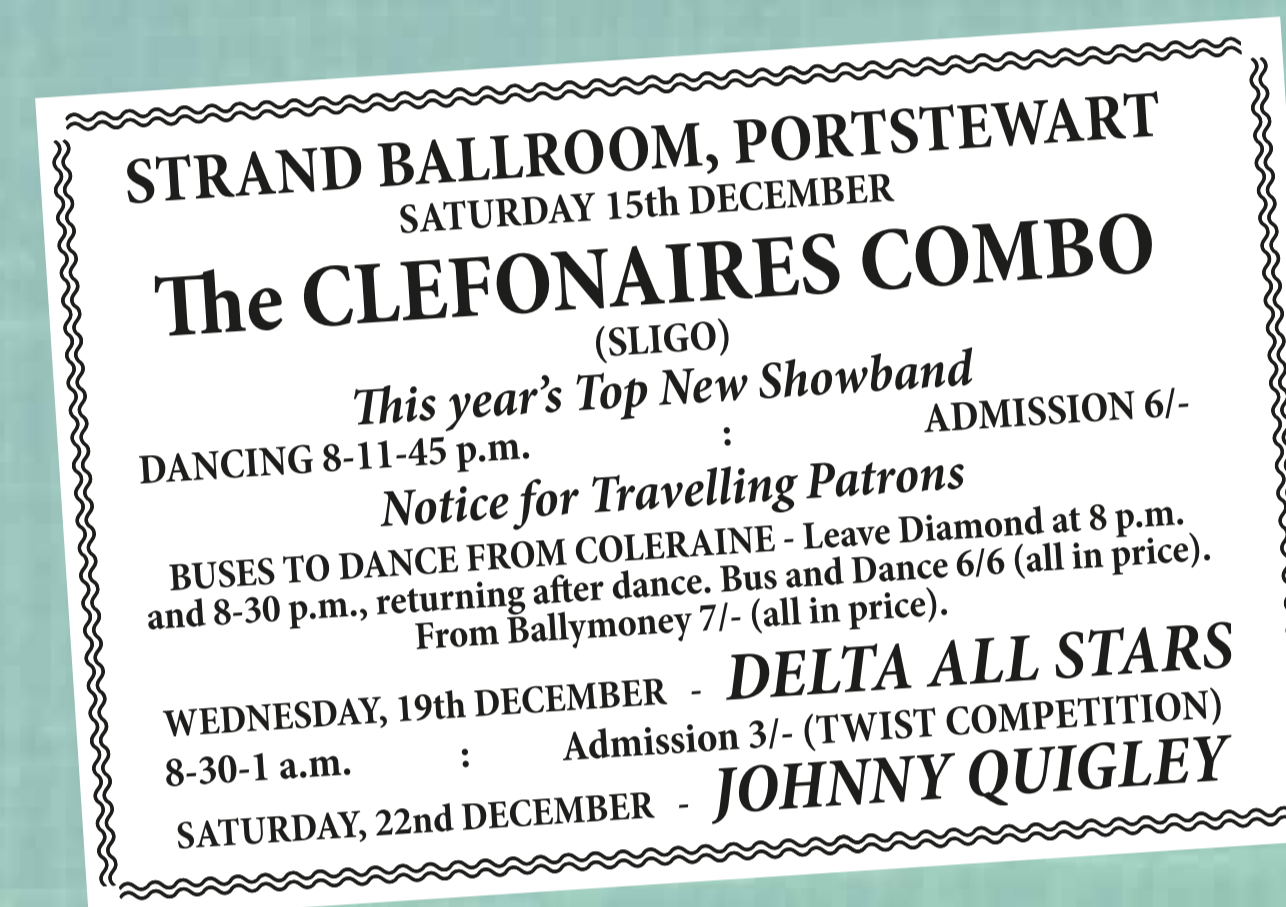 STRAND BALLROOM, PORTSTEWART
SATURDAY 15th DECEMBER
The CLEFONAIRES COMBO
(SLIGO)
This year's Top New Showband
DANCING 8-11-45 p.m. : ADMISSION 6/-
Notice for Travelling Patrons
BUSES TO DANCE FROM COLERAINE - Leave Diamond at 8 p.m.
and 8-30 p.m., returning after dance. Bus and Dance 6/6 (all in price).
From Ballymoney 7/- (all in price).
WEDNESDAY, 19th DECEMBER - DELTA ALL STARS
8-30-1 a.m. : Admission 3/- (TWIST COMPETITION)
SATURDAY, 22nd DECEMBER - JOHNNY QUIGLEY